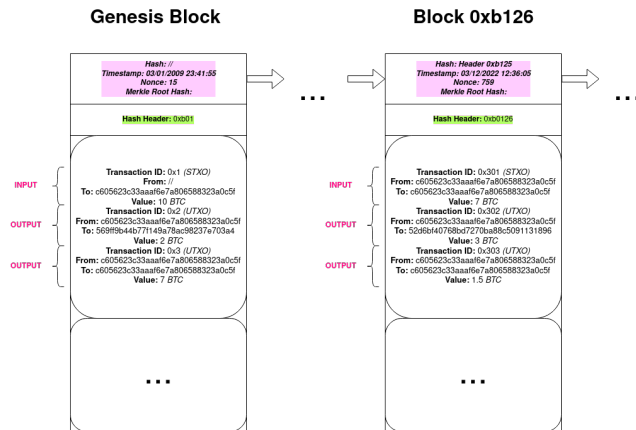 Genesis Block
Hash: //
Timestamp: 03/01/2009 23:41:55
Nonce: 15
Merkle Root Hash:
Hash Header: 0xb01
INPUT
OUTPUT
OUTPUT
Transaction ID: 0x1 (STXO)
From: //
To: c605623c33aaaf6e7a806588323a0c5f
Value: 10 BTC
Transaction ID: 0x2 (UTXO)
From: c605623c33aaaf6e7a806588323a0c5f
To: 569ff9b44b77f149a78ac98237e703a4
Value: 2 BTC
Transaction ID: 0x3 (UTXO)
From: c605623c33aaaf6e7a806588323a0c5f
To: c605623c33aaaf6e7a806588323a0c5f
Value: 7 BTC
...
...
Block 0xb126
Hash: Header 0xb125
Timestamp: 03/12/2022 12:36:05
Nonce: 759
Merkle Root Hash:
Hash Header: 0xb0126
INPUT
OUTPUT
OUTPUT
Transaction ID: 0x301 (STXO)
From: c605623c33aaaf6e7a806588323a0c5f
To: c605623c33aaaf6e7a806588323a0c5f
Value: 7 BTC
Transaction ID: 0x302 (UTXO)
From: c605623c33aaaf6e7a806588323a0c5f
To: 52d6bf40768bd7270ba88c5091131896
Value: 3 BTC
Transaction ID: 0x303 (UTXO)
From: c605623c33aaaf6e7a806588323a0c5f
To: c605623c33aaaf6e7a806588323a0c5f
Value: 1.5 BTC
...
...